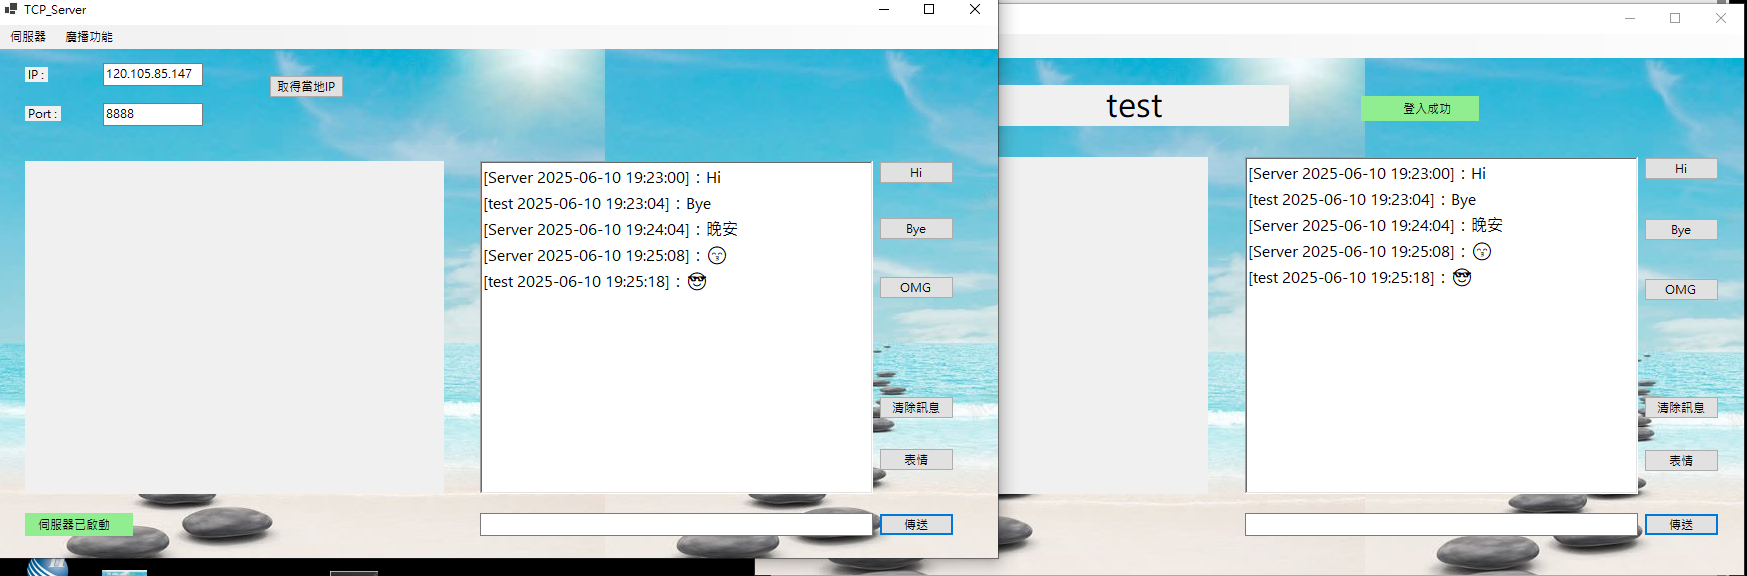 TCP_Server
伺服器 廣播功能
IP :
120.105.85.147
取得當地IP
Port :
8888
[Server 2025-06-10 19:23:00]：Hi
[test 2025-06-10 19:23:04]：Bye
[Server 2025-06-10 19:24:04]：晚安
[Server 2025-06-10 19:25:08]：😙
[test 2025-06-10 19:25:18]：😎
Hi
Bye
OMG
清除訊息
表情
伺服器已啟動
傳送
test
登入成功
[Server 2025-06-10 19:23:00]：Hi
[test 2025-06-10 19:23:04]：Bye
[Server 2025-06-10 19:24:04]：晚安
[Server 2025-06-10 19:25:08]：😙
[test 2025-06-10 19:25:18]：😎
Hi
Bye
OMG
清除訊息
表情
傳送